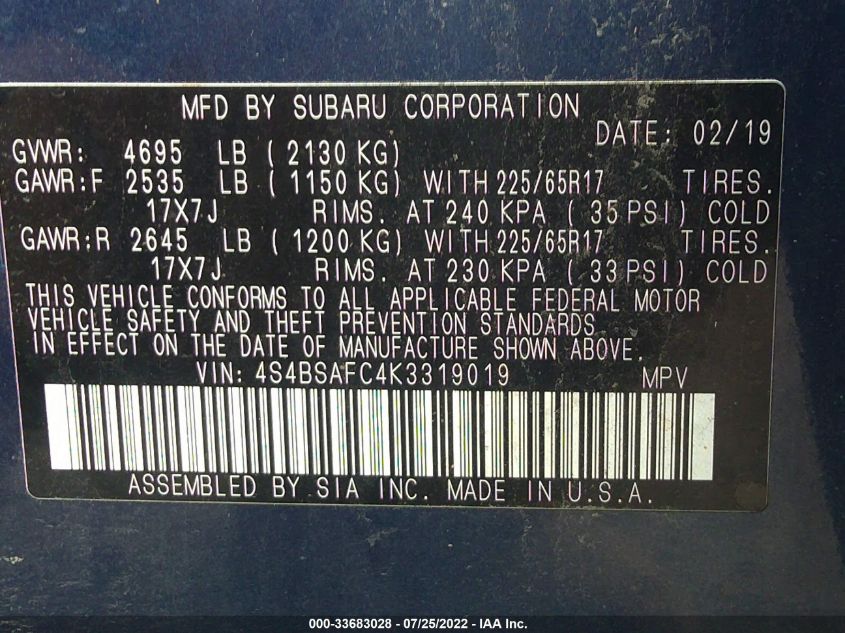 MFD BY SUBARU CORPORATION
DATE: 02/19
GVWR: 4695 LB ( 2130 KG)
GAWR:F 2535 LB ( 1150 KG) WITH 225/65R17 TIRES.
17X7J RIMS. AT 240 KPA ( 35 PSI) COLD
GAWR:R 2645 LB ( 1200 KG) WITH 225/65R17 TIRES.
17X7J RIMS. AT 230 KPA ( 33 PSI) COLD
THIS VEHICLE CONFORMS TO ALL APPLICABLE FEDERAL MOTOR
VEHICLE SAFETY AND THEFT PREVENTION STANDARDS
IN EFFECT ON THE DATE OF MANUFACTURE SHOWN ABOVE.
VIN: 4S4BSAFC4K3319019 MPV
ASSEMBLED BY SIA INC. MADE IN U.S.A.
000-33683028 - 07/25/2022 - IAA Inc.